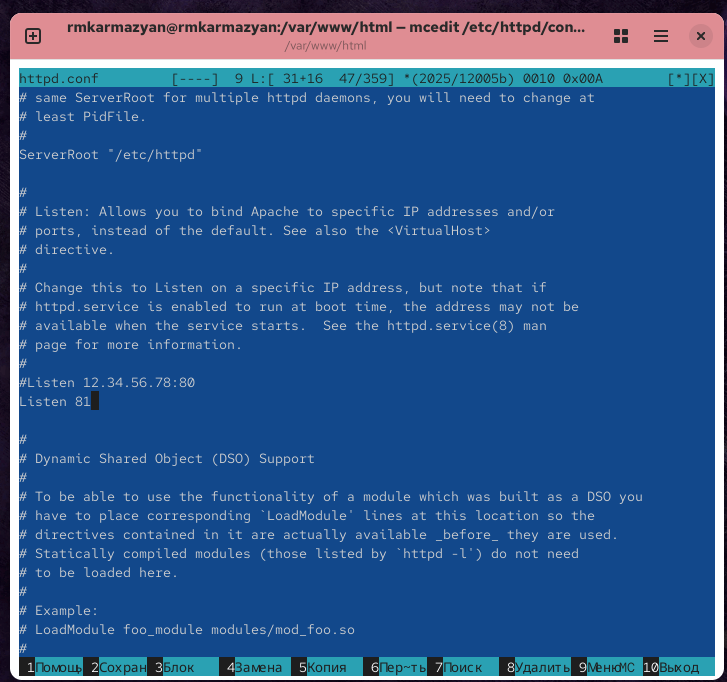 rmkarmazyan@rmkarmazyan:/var/www/html — mcedit /etc/httpd/con...
/var/www/html
httpd.conf         [----]  9 L:[ 31+16  47/359] *(2025/12005b) 0010 0x00A        [*][X]
# same ServerRoot for multiple httpd daemons, you will need to change at
# least PidFile.
#
ServerRoot "/etc/httpd"
#
# Listen: Allows you to bind Apache to specific IP addresses and/or
# ports, instead of the default. See also the <VirtualHost>
# directive.
#
# Change this to Listen on a specific IP address, but note that if
# httpd.service is enabled to run at boot time, the address may not be
# available when the service starts.  See the httpd.service(8) man
# page for more information.
#
#Listen 12.34.56.78:80
Listen 81
#
# Dynamic Shared Object (DSO) Support
#
# To be able to use the functionality of a module which was built as a DSO you
# have to place corresponding `LoadModule' lines at this location so the
# directives contained in it are actually available _before_ they are used.
# Statically compiled modules (those listed by `httpd -l') do not need
# to be loaded here.
#
# Example:
# LoadModule foo_module modules/mod_foo.so
#
1Помощь 2Сохран 3Блок 4Замена 5Копия 6Пер~ть 7Поиск 8Удалить 9МенюMC 10Выход